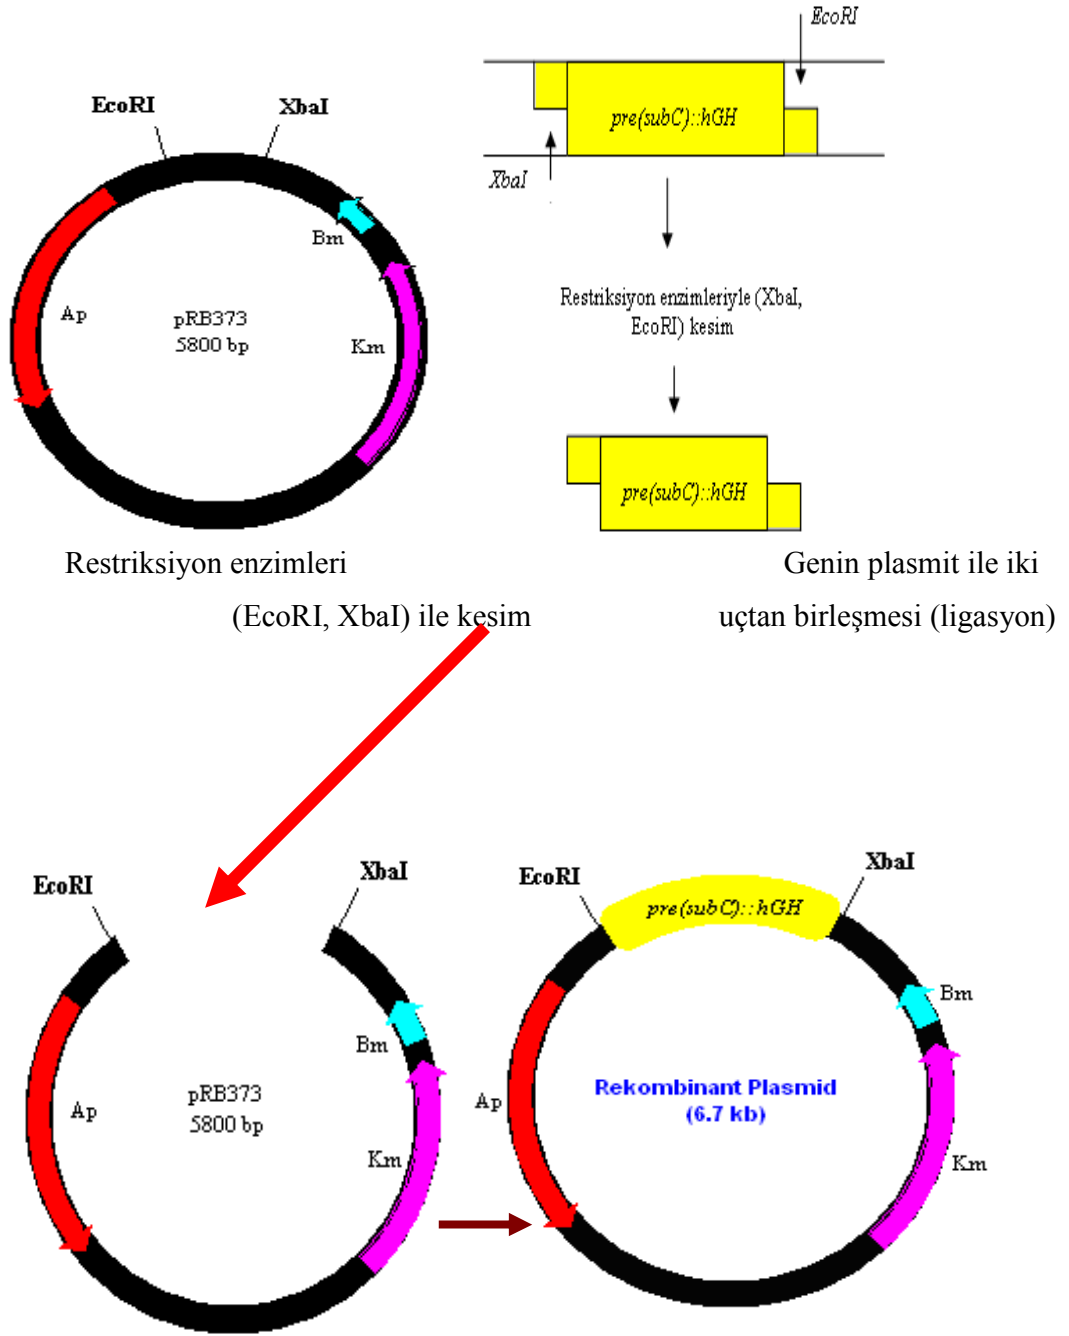 EcoRI
EcoRI
XbaI
pre(subC)::hGH
XbaI
Bm
Ap
pRB373
5800 bp
Km
Restriksiyon enzimleriyle (XbaI,
EcoRI) kesim
pre(subC)::hGH
Restriksiyon enzimleri
(EcoRI, XbaI) ile kesim
Genin plasmit ile iki
uçtan birleşmesi (ligasyon)
EcoRI
XbaI
Bm
pRB373
5800 bp
Ap
Km
EcoRI
XbaI
pre(subC)::hGH
Bm
Rekombinant Plasmid
(6.7 kb)
Ap
Km